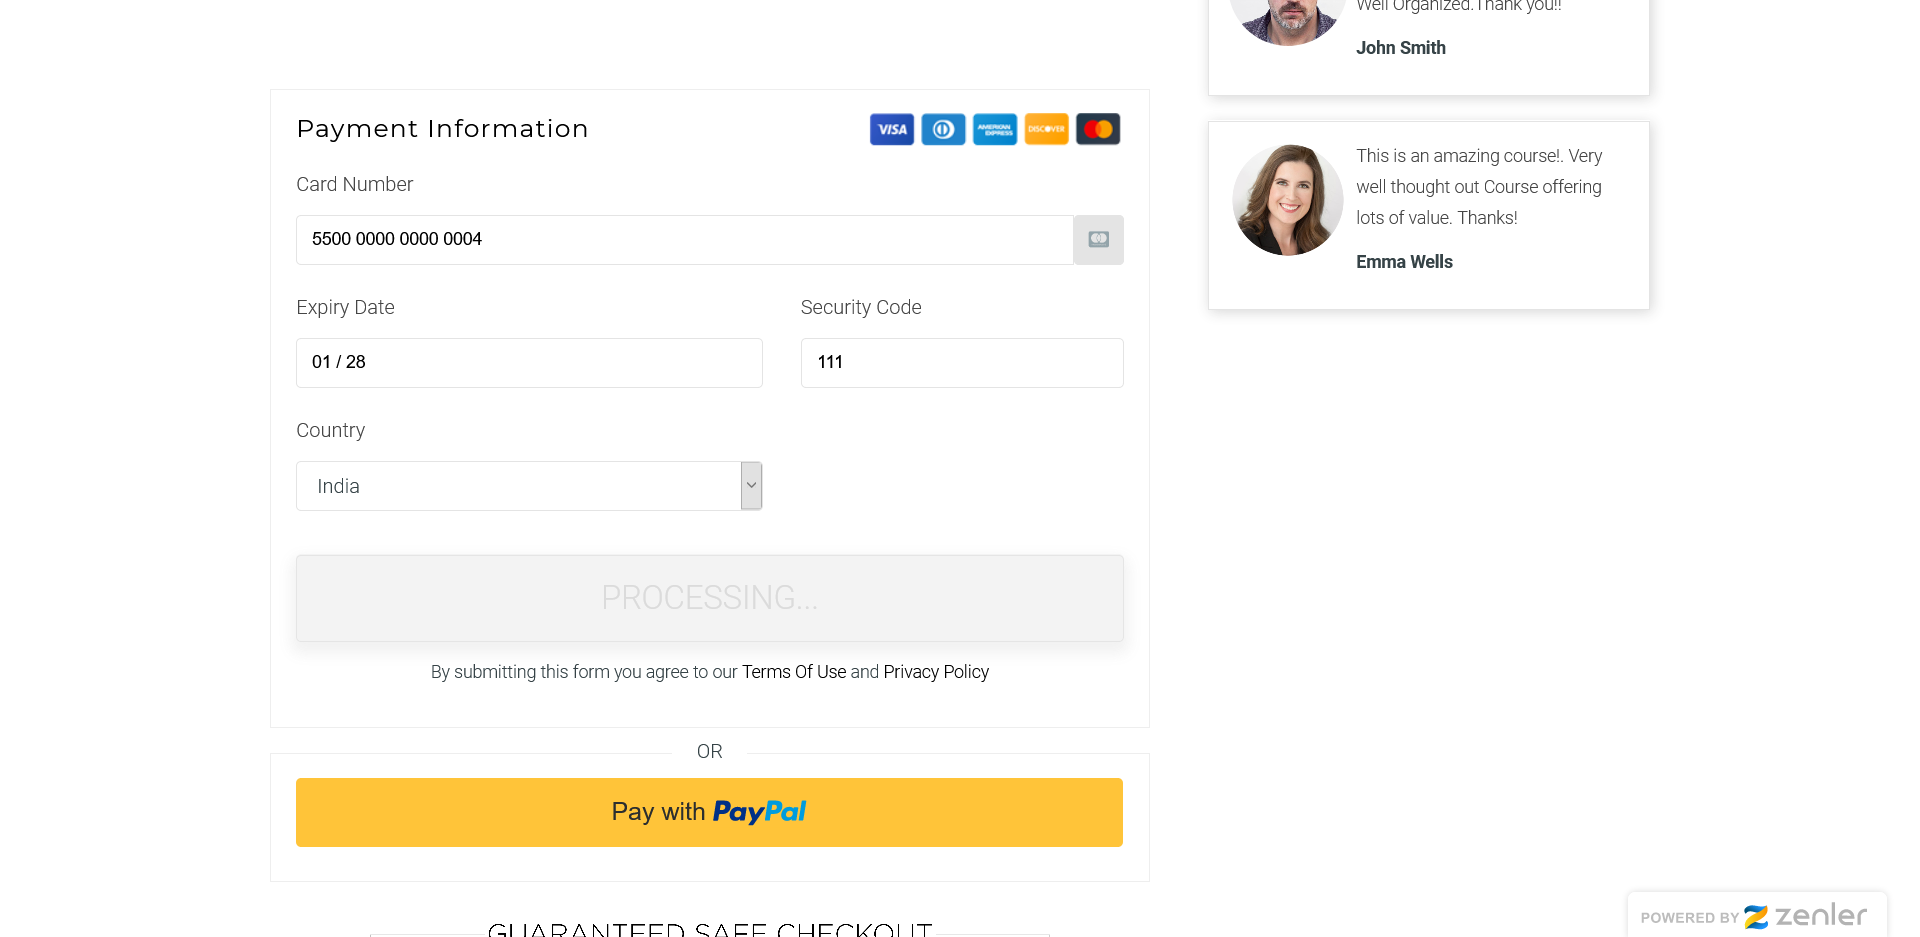 Well Organized.Thank you!!
John Smith
Payment Information
VISA
AMERICAN EXPRESS
DISCOVER
Card Number
5500 0000 0000 0004
Expiry Date
Security Code
01 / 28
111
Country
India
PROCESSING...
By submitting this form you agree to our Terms Of Use and Privacy Policy
OR
Pay with PayPal
GUARANTEED SAFE CHECKOUT
This is an amazing course!. Very
well thought out Course offering
lots of value. Thanks!
Emma Wells
POWERED BY zenler